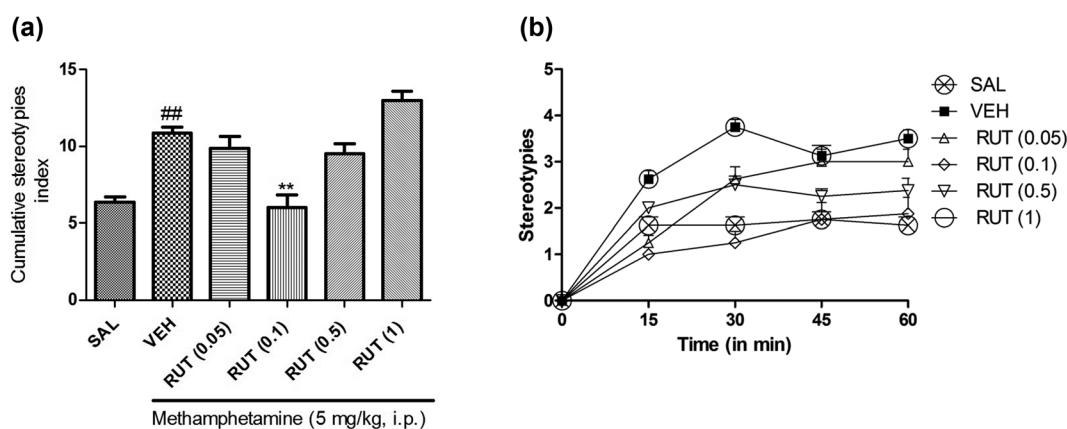 (a)
Cumulative stereotypies
index
15
10
5
0
##
**
SAL
VEH
RUT (0.05)
RUT (0.1)
RUT (0.5)
RUT (1)
Methamphetamine (5 mg/kg, i.p.)
(b)
Stereotypies
5
4
3
2
1
0
0 15 30 45 60
Time (in min)
SAL
VEH
RUT (0.05)
RUT (0.1)
RUT (0.5)
RUT (1)